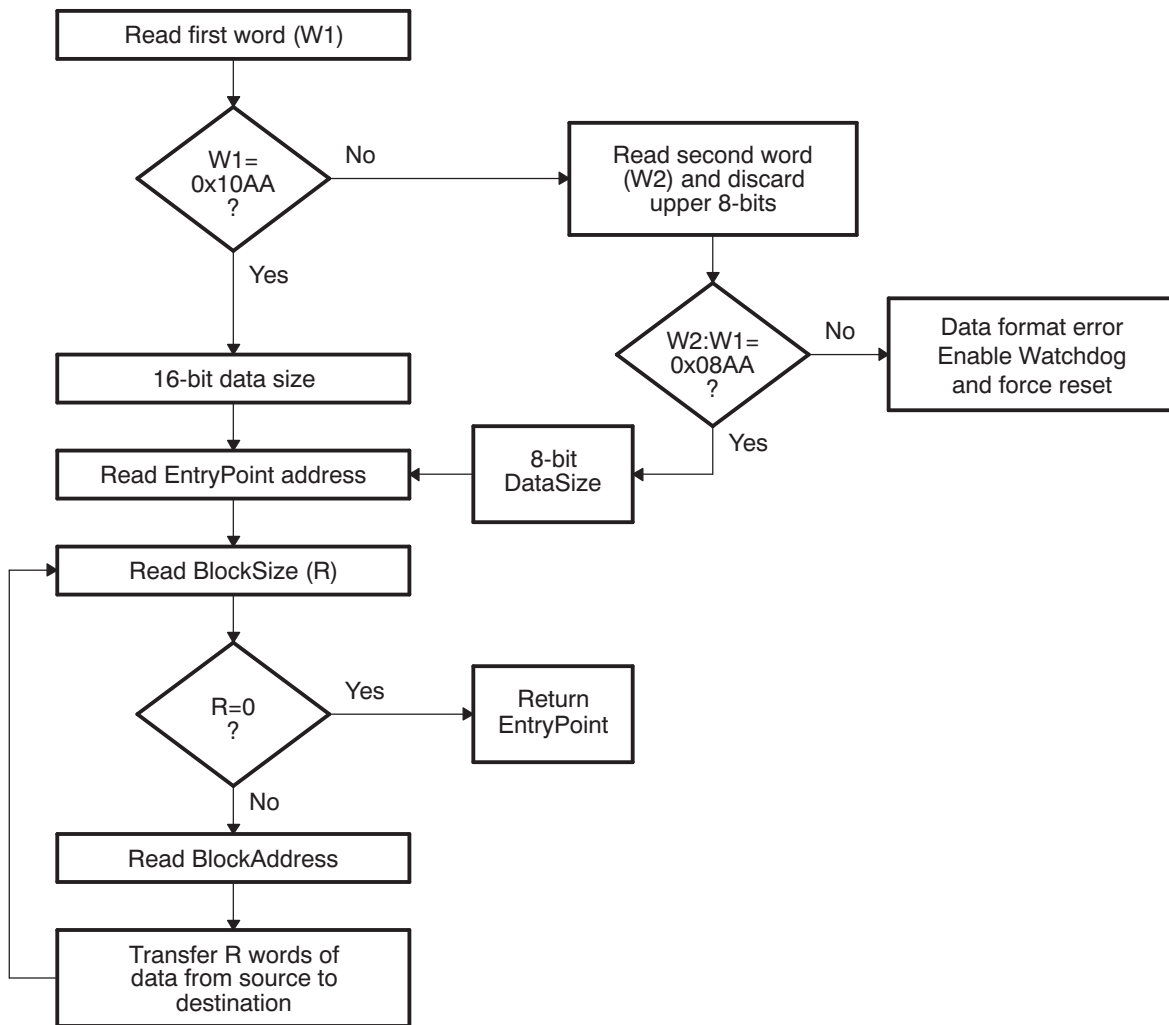 Read first word (W1)
W1=
0x10AA
?
No
Yes
Read second word
(W2) and discard
upper 8-bits
W2:W1=
0x08AA
?
No
Yes
Data format error
Enable Watchdog
and force reset
16-bit data size
8-bit
DataSize
Read EntryPoint address
Read BlockSize (R)
R=0
?
Yes
No
Return
EntryPoint
Read BlockAddress
Transfer R words of
data from source to
destination